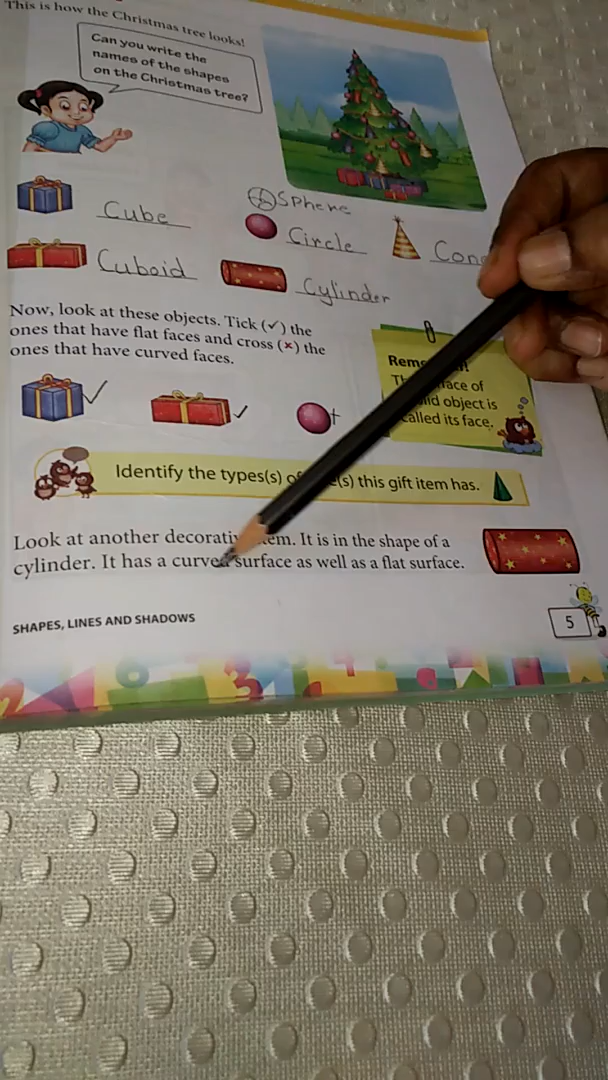 This is how the Christmas tree looks!
Can you write the
names of the shapes
on the Christmas tree?
Sphere
Cube
Circle
Con
Cuboid
Cylinder
Now, look at these objects. Tick (✓) the
ones that have flat faces and cross (×) the
ones that have curved faces.
face of
object is
called its face.
Identify the types(s) this gift item has.
Look at another It is in the shape of a
cylinder. It has a curved surface as well as a flat surface.
SHAPES, LINES AND SHADOWS
5